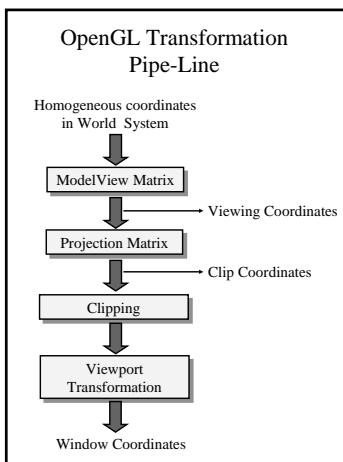 OpenGL Transformation
Pipe-Line
Homogeneous coordinates
in World System
ModelView Matrix
Viewing Coordinates
Projection Matrix
Clip Coordinates
Clipping
Viewport
Transformation
Window Coordinates